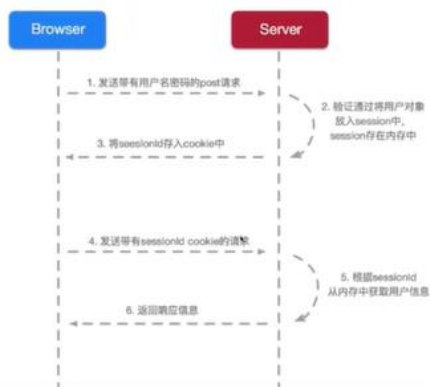 Browser
Server
1. 发送带有用户名密码的post请求
2. 验证通过将用户对象
放入session中，
session存在内存中
3. 将seesionId存入cookie中
4. 发送带有sessionId cookie的请求
5. 根据sessionId
从内存中获取用户信息
6. 返回响应信息